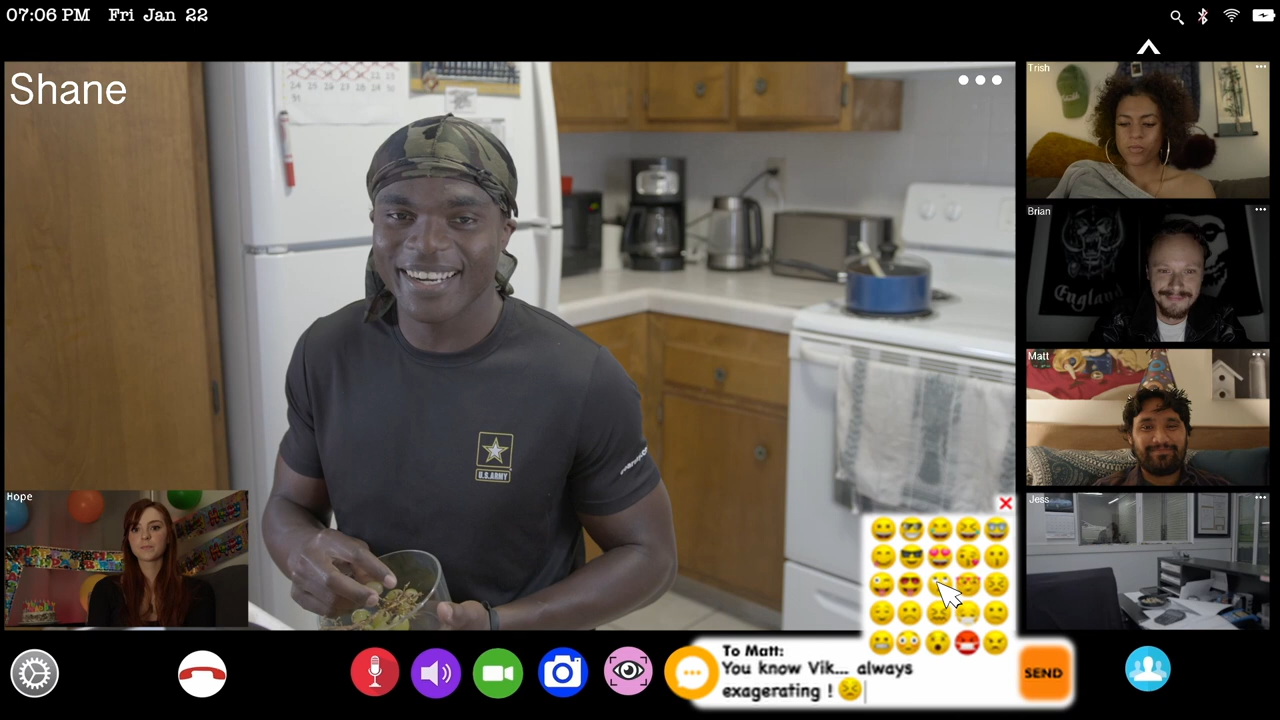 07:06 PM Fri Jan 22
Shane
Trish
Brian
England
Matt
U.S.ARMY
Hope
Jess
To Matt:
You know Vik... always
exagerating !
SEND